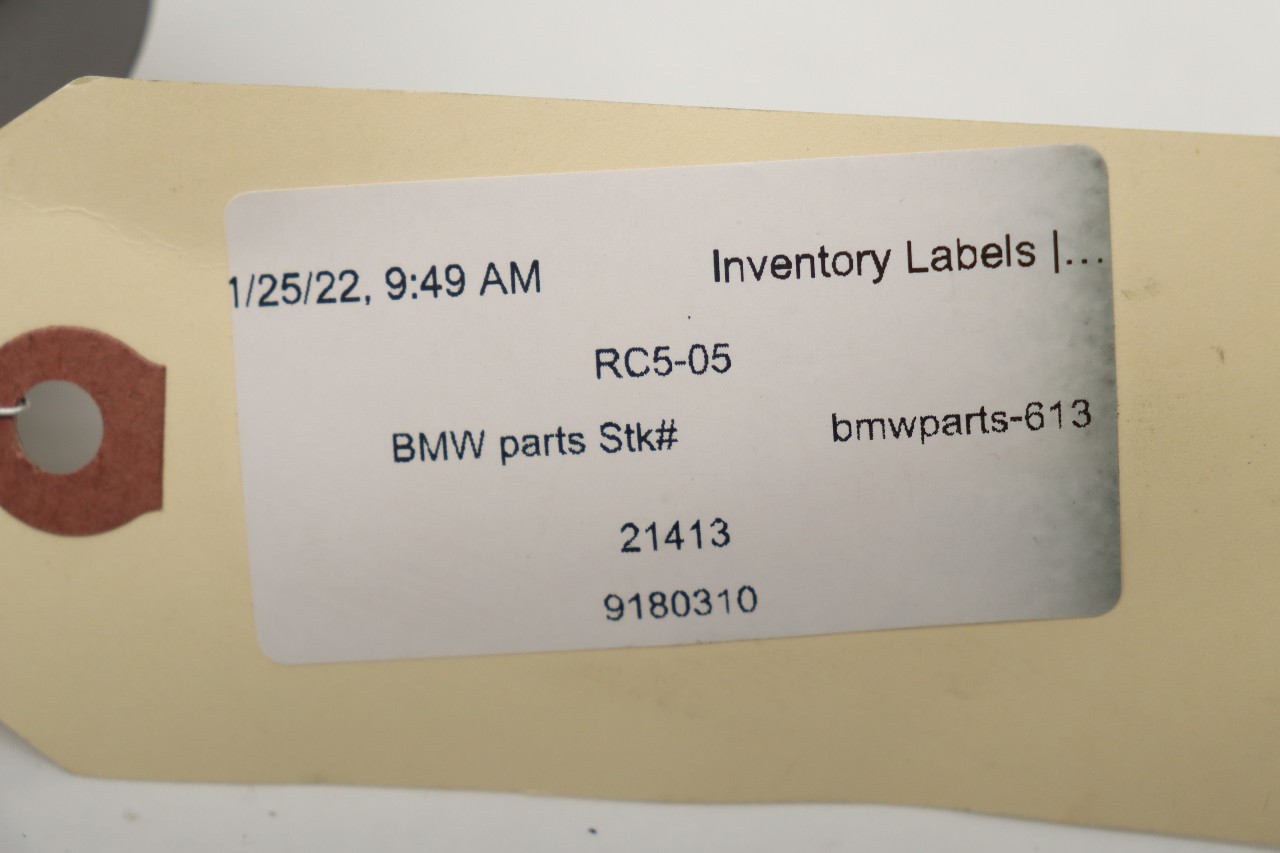 1/25/22, 9:49 AM Inventory Labels |...
RC5-05
BMW parts Stk# bmwparts-613
21413
9180310